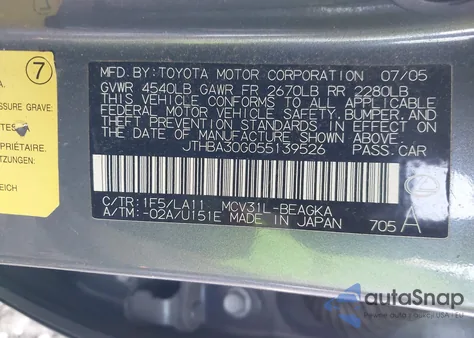 7
SSURE GRAVE:
MFD. BY: TOYOTA MOTOR CORPORATION 07/05
GVWR 4540LB GAWR FR 2670LB RR 2280LB
THIS VEHICLE CONFORMS TO ALL APPLICABLE
FEDERAL MOTOR VEHICLE SAFETY, BUMPER, AND
THEFT PREVENTION STANDARDS IN EFFECT ON
THE DATE OF MANUFACTURE SHOWN ABOVE.
JTHBA30G055139526 PASS.CAR
PRIÉTAIRE
DEREICH
C/TR: 1F5/LA11 MCV31L-BEAGKA
A/TM: -02A/U151E MADE IN JAPAN
705 A
autoSnap